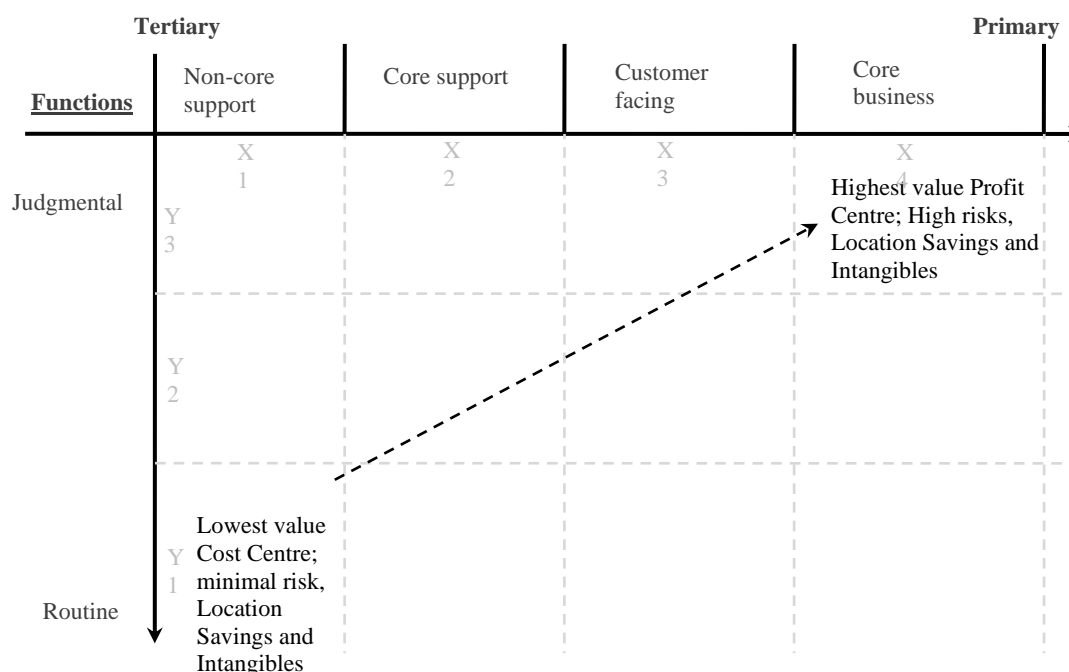 Tertiary
Primary
Functions
Non-core
support
Core support
Customer
facing
Core
business
X
1
X
2
X
3
X
4
Judgmental
Y
3
Highest value Profit
Centre; High risks,
Location Savings and
Intangibles
Y
2
Y
1
Lowest value
Cost Centre;
minimal risk,
Location
Savings and
Intangibles
Routine